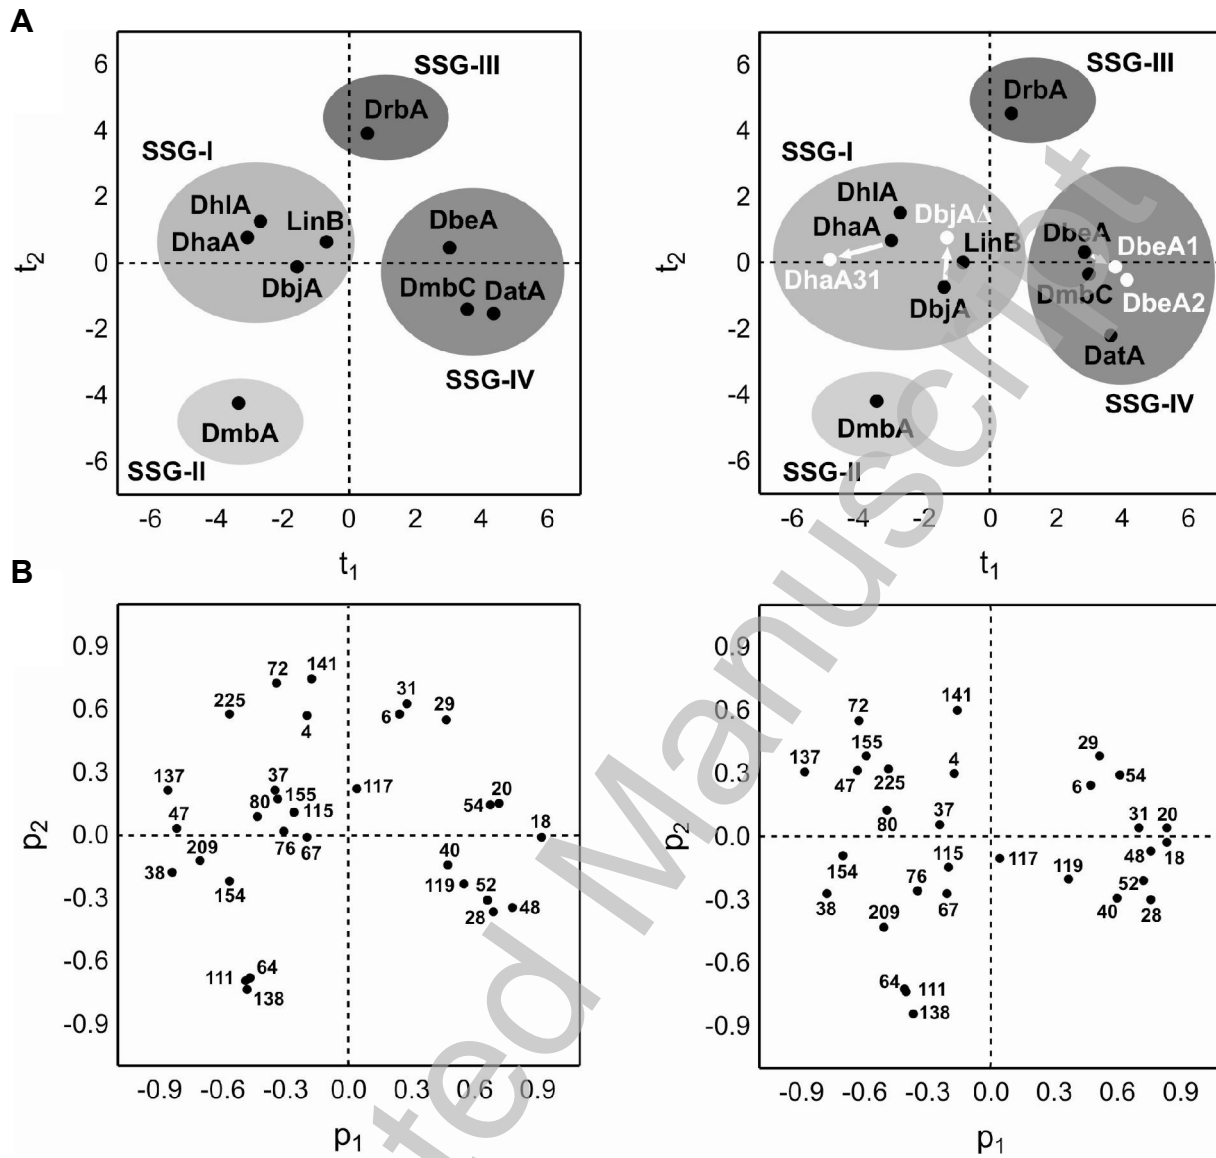 A
SSG-III
DrbA
SSG-I
DhlA
DhaA
LinB
DbjA
DbeA
DmbC DatA
SSG-IV
DmbA
SSG-II
6
4
2
0
-2
-4
-6
t2
-6 -4 -2 0 2 4 6
t1
SSG-III
DrbA
SSG-I
DhlA
DbjAΔ
DhaA
LinB
DhaA31
DbjA
DbeA
DbeA1
DmbC
DbeA2
DatA
SSG-IV
DmbA
SSG-II
-6 -4 -2 0 2 4 6
t1
B
0.9
0.6
0.3
0.0
-0.3
-0.6
-0.9
p2
72 141
225
4
31
6
29
137
37
80 155
115
117
20
54
18
47
209
76 67
38
154
40
119
52
28
48
64
111
138
-0.9 -0.6 -0.3 0.0 0.3 0.6 0.9
p1
0.9
0.6
0.3
0.0
-0.3
-0.6
-0.9
p2
141
72
155
137
47
225
4
29
54
6
80
37
31 20
48 18
154
115
117
119
52
38
76
67
40
28
209
64
111
138
-0.9 -0.6 -0.3 0.0 0.3 0.6 0.9
p1
ted Manuscript